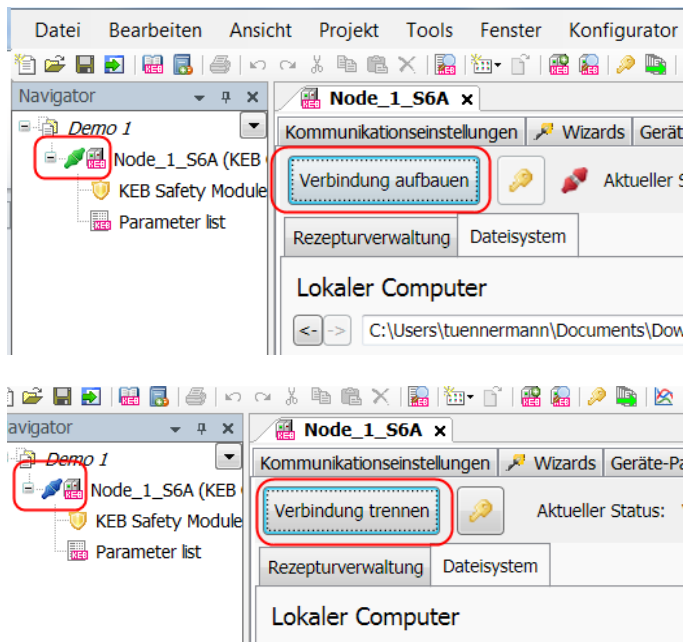 Datei Bearbeiten Ansicht Projekt Tools Fenster Konfigurator
Navigator
Node_1_S6A x
Demo 1
Kommunikationseinstellungen Wizards Gerät
Node_1_S6A (KEB
Verbindung aufbauen Aktueller S
KEB Safety Module
Parameter list
Rezepturverwaltung Dateisystem
Lokaler Computer
<- -> C:\Users\tuennermann\Documents\Dow
avigator
Node_1_S6A x
Demo 1
Kommunikationseinstellungen Wizards Geräte-Pa
Node_1_S6A (KEB
Verbindung trennen Aktueller Status:
KEB Safety Module
Parameter list
Rezepturverwaltung Dateisystem
Lokaler Computer